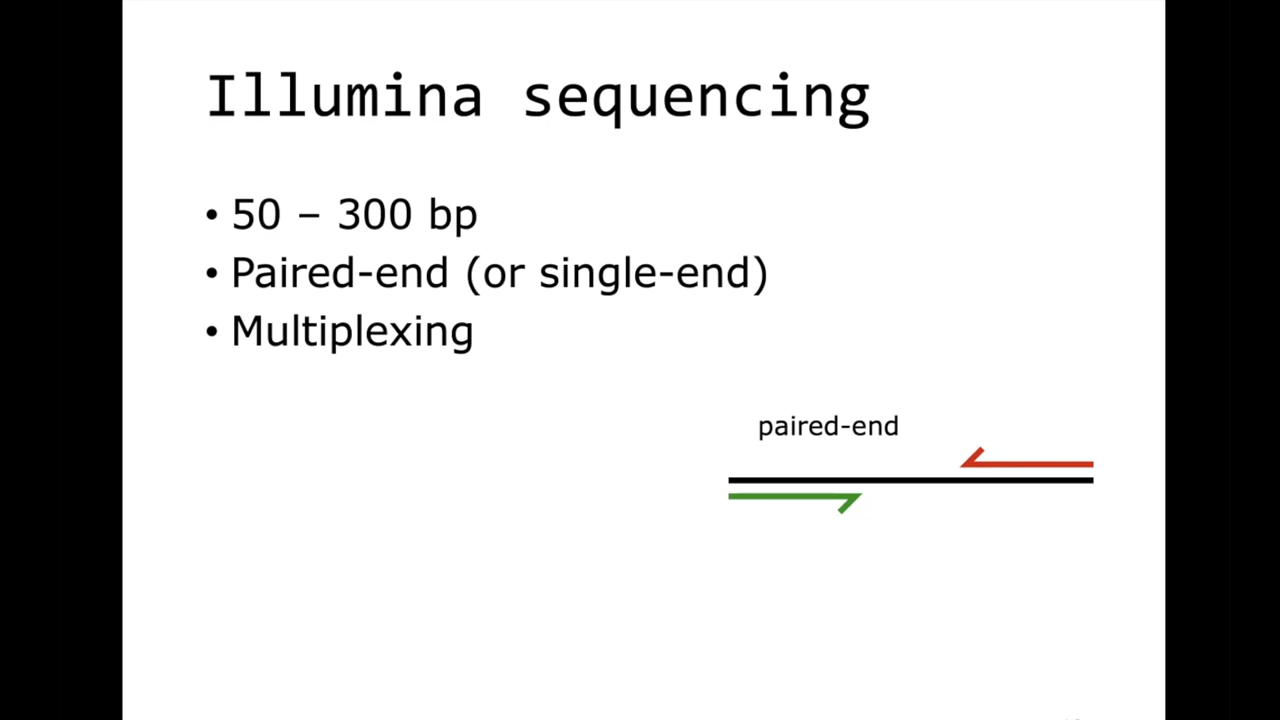 Illumina sequencing
• 50 – 300 bp
• Paired-end (or single-end)
• Multiplexing
paired-end